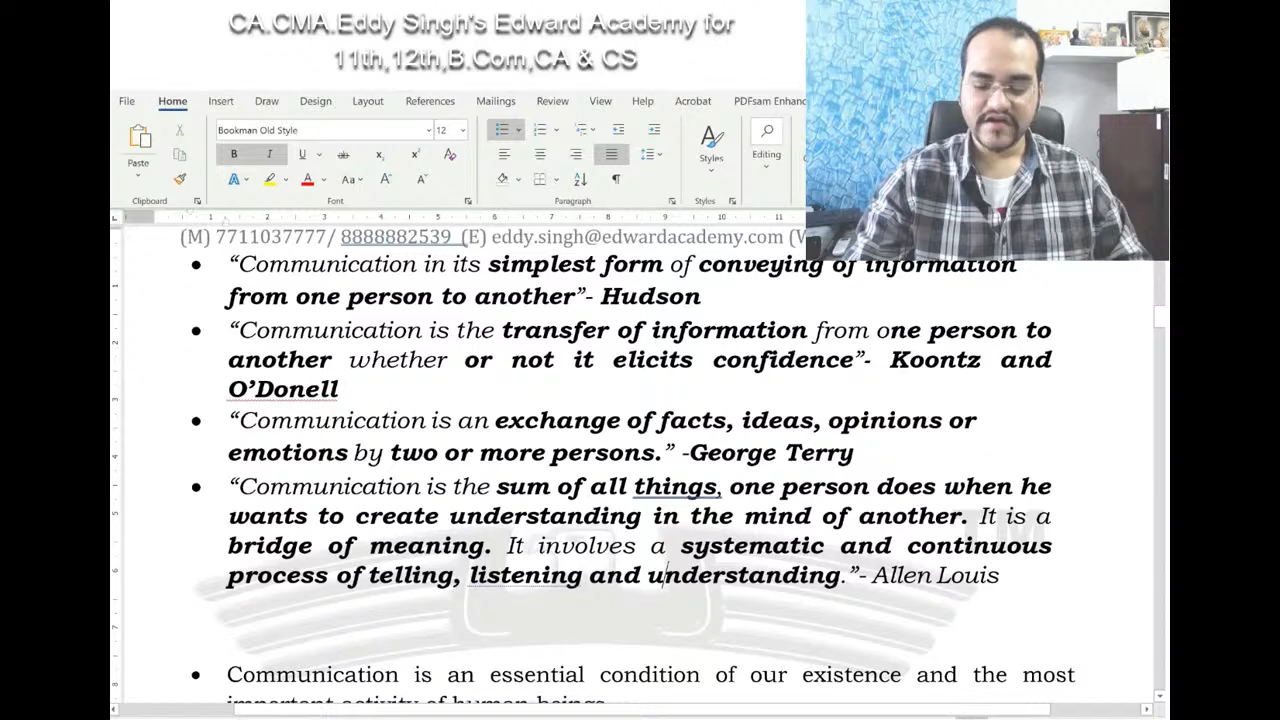 CA.CMA.Eddy Singh's Edward Academy for
11th,12th,B.Com,CA & CS
File Home Insert Draw Design Layout References Mailings Review View Help Acrobat PDFsam Enhanc
Bookman Old Style 12
Paste
Styles
Editing
Clipboard Font Paragraph Styles
(M) 7711037777/ 8888882539 (E) eddy.singh@edwardacademy.com (W
• “Communication in its simplest form of conveying of information
from one person to another”- Hudson
• “Communication is the transfer of information from one person to
another whether or not it elicits confidence”- Koontz and
O’Donell
• “Communication is an exchange of facts, ideas, opinions or
emotions by two or more persons.” -George Terry
• “Communication is the sum of all things, one person does when he
wants to create understanding in the mind of another. It is a
bridge of meaning. It involves a systematic and continuous
process of telling, listening and understanding.”- Allen Louis
• Communication is an essential condition of our existence and the most
important activity of human beings